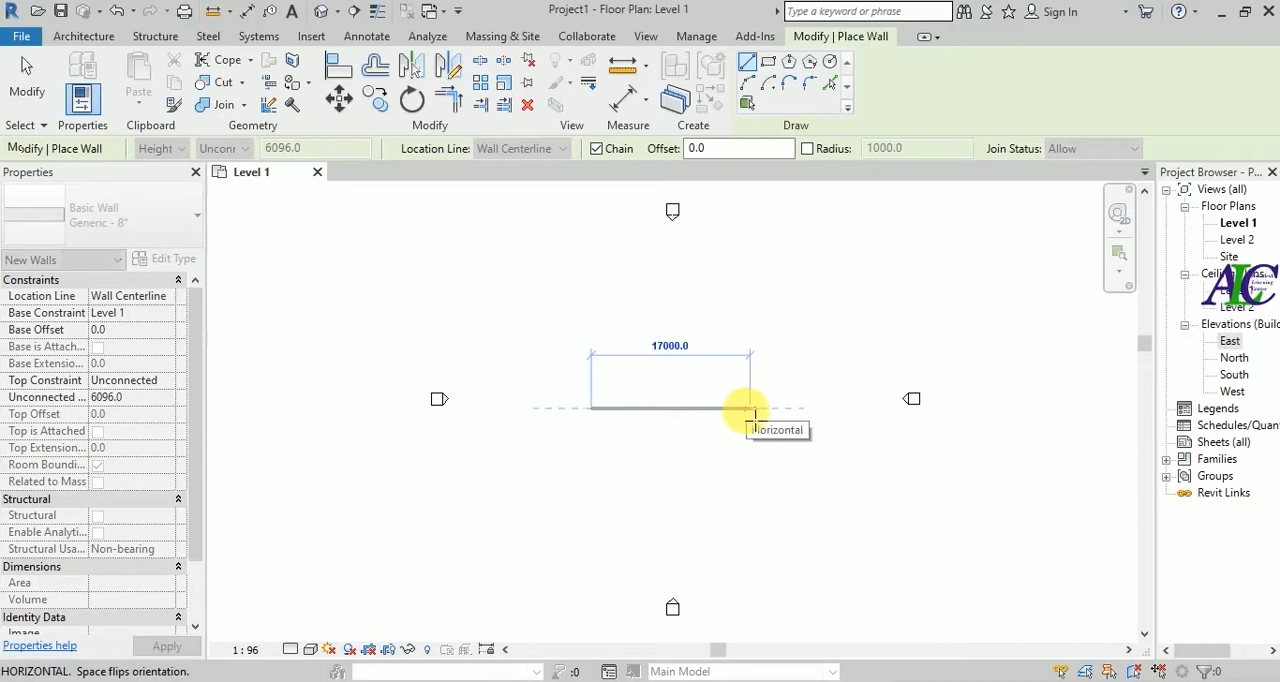 Project1 - Floor Plan: Level 1
Type a keyword or phrase
Sign In
File
Architecture
Structure
Steel
Systems
Insert
Annotate
Analyze
Massing & Site
Collaborate
View
Manage
Add-Ins
Modify | Place Wall
Modify
Paste
Cope
Cut
Join
Select
Properties
Clipboard
Geometry
Modify
View
Measure
Create
Draw
Modify | Place Wall
Height
Unconr
6096.0
Location Line:
Wall Centerline
Chain
Offset:
0.0
Radius:
1000.0
Join Status:
Allow
Properties
Level 1
Project Browser - P...
Basic Wall
Generic - 8"
New Walls
Edit Type
Constraints
Location Line Wall Centerline
Base Constraint Level 1
Base Offset 0.0
Base is Attach...
Base Extensio... 0.0
Top Constraint Unconnected
Unconnected ... 6096.0
Top Offset 0.0
Top is Attached
Top Extension... 0.0
Room Boundi...
Related to Mass
Structural
Structural
Enable Analyti...
Structural Usa... Non-bearing
Dimensions
Area
Volume
Identity Data
Image
Properties help
Apply
17000.0
Horizontal
2D
Views (all)
Floor Plans
Level 1
Level 2
Site
Level 2
Elevations (Build
East
North
South
West
Legends
Schedules/Quan
Sheets (all)
Families
Groups
Revit Links
ALC
1 : 96
HORIZONTAL. Space flips orientation.
:0
Main Model
:0